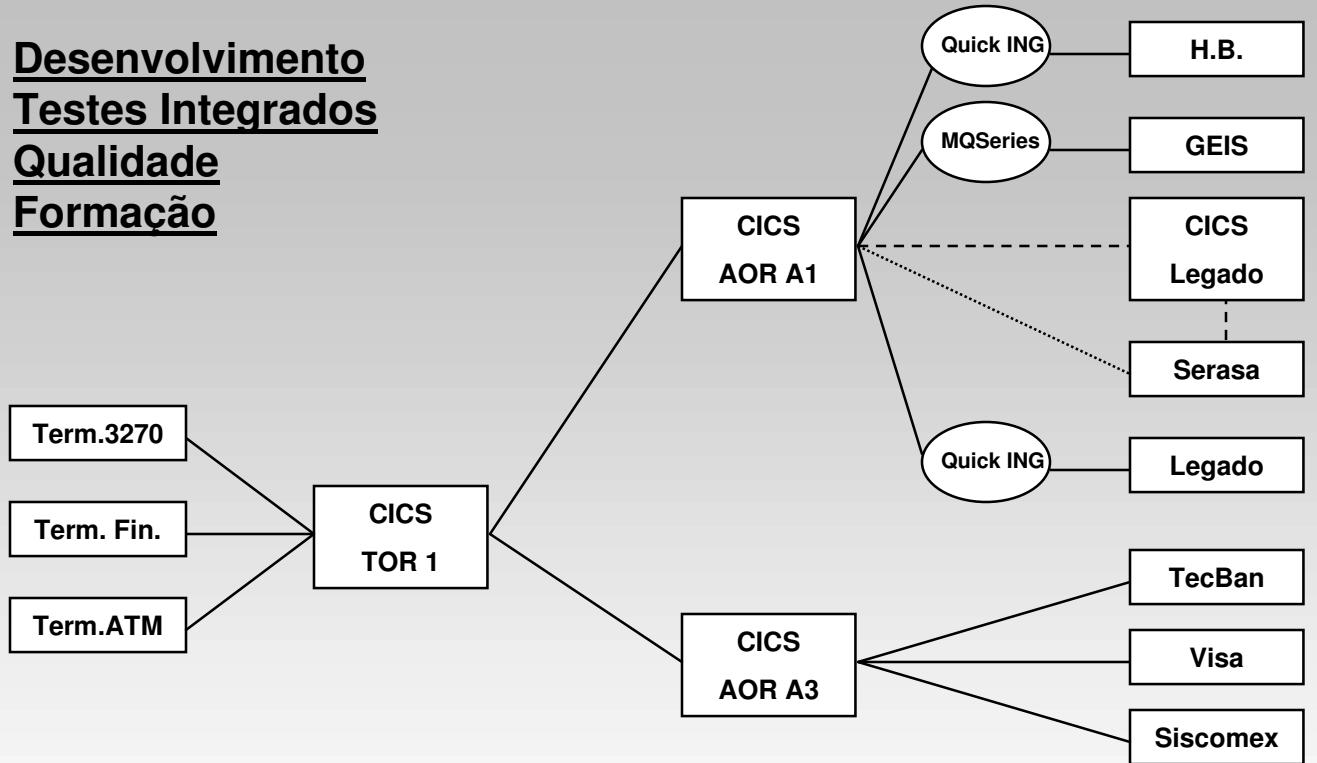 Desenvolvimento
Testes Integrados
Qualidade
Formação
Quick ING
H.B.
MQSeries
GEIS
CICS
AOR A1
CICS
Legado
Serasa
Quick ING
Legado
Term.3270
Term. Fin.
Term.ATM
CICS
TOR 1
CICS
AOR A3
TecBan
Visa
Siscomex